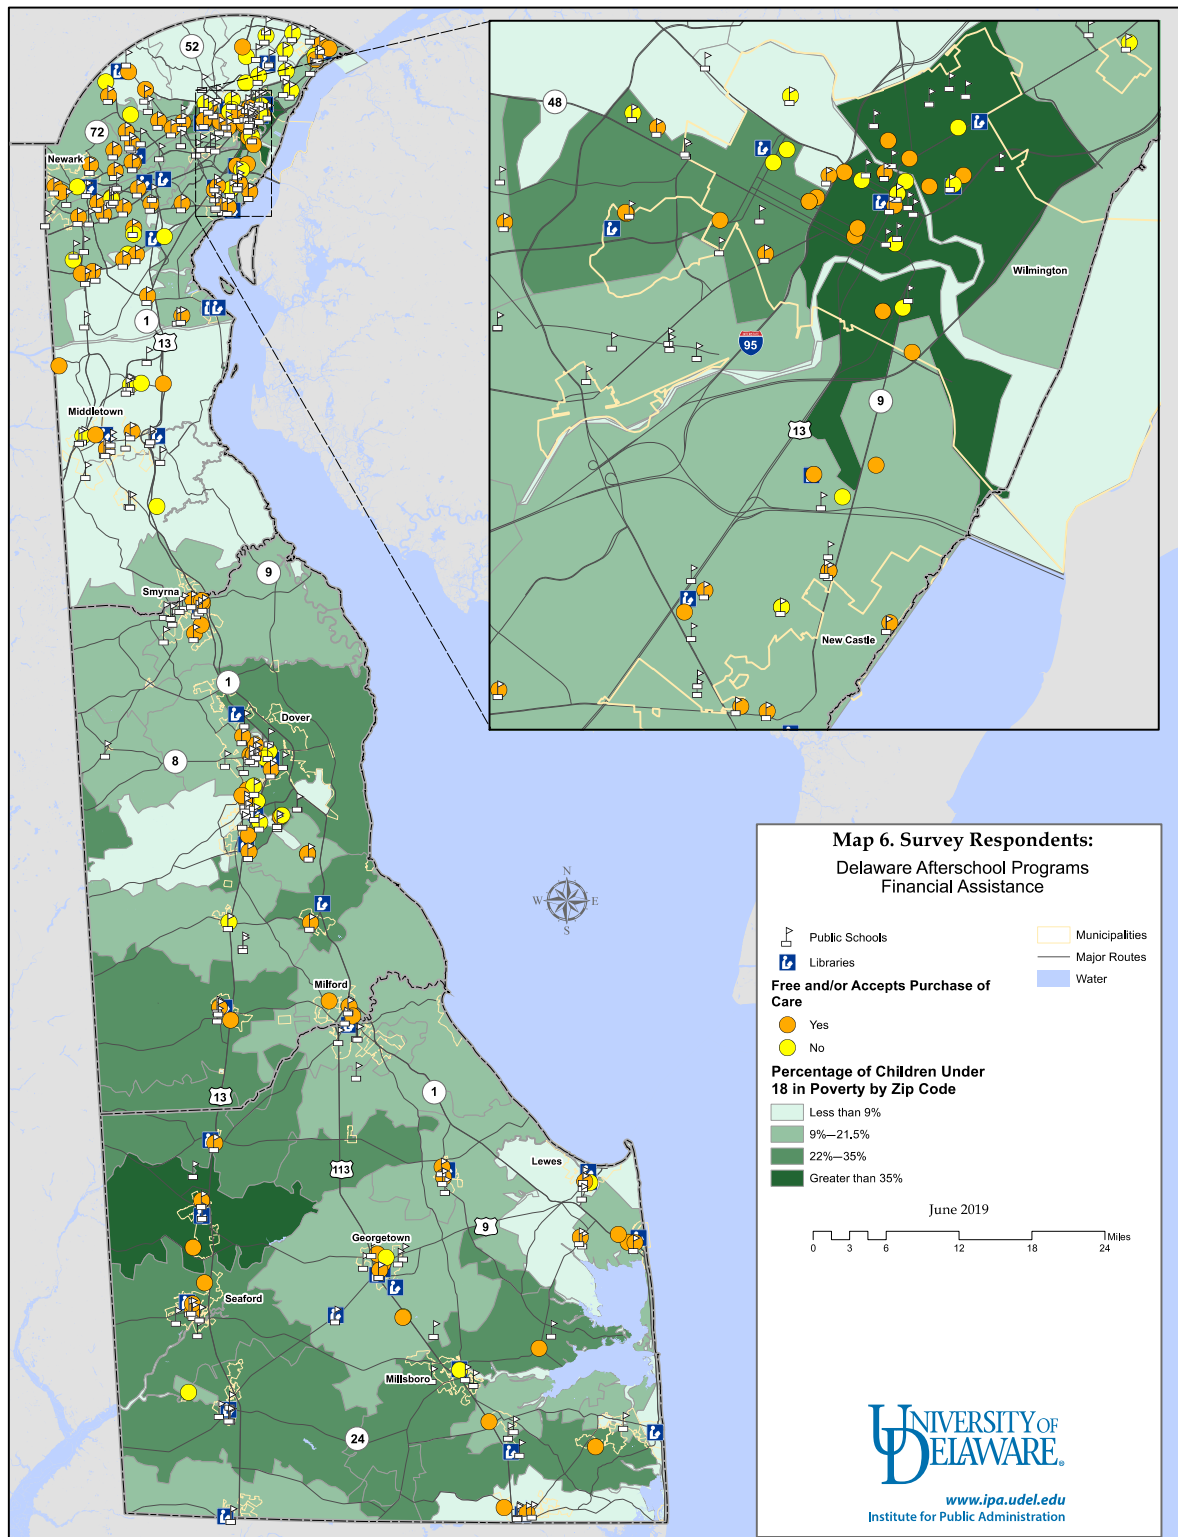 52
72
Newark
1
13
Middletown
9
Smyrna
1
Dover
8
Milford
13
1
113
Lewes
9
Georgetown
Seaford
Millsboro
24
48
95
Wilmington
9
13
New Castle
N
W E
S
Map 6. Survey Respondents:
Delaware Afterschool Programs
Financial Assistance
Public Schools
Libraries
Free and/or Accepts Purchase of
Care
Yes
No
Percentage of Children Under
18 in Poverty by Zip Code
Less than 9%
9%—21.5%
22%—35%
Greater than 35%
Municipalities
Major Routes
Water
June 2019
Miles
0 3 6 12 18 24
UNIVERSITY OF
DELAWARE®
www.ipa.udel.edu
Institute for Public Administration